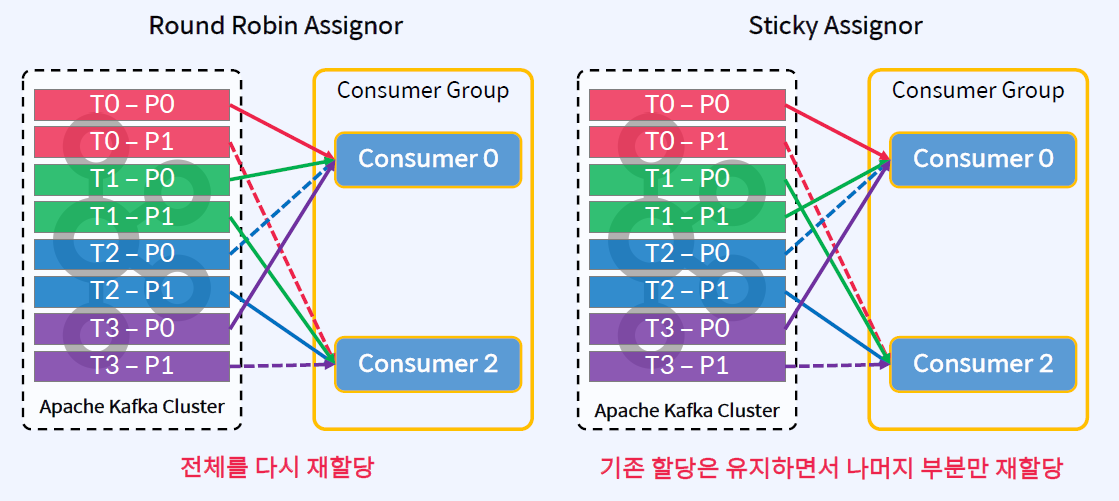 Round Robin Assignor
T0 – P0
T0 – P1
T1 – P0
T1 – P1
T2 – P0
T2 – P1
T3 – P0
T3 – P1
Apache Kafka Cluster
Consumer Group
Consumer 0
Consumer 2
전체를 다시 재할당
Sticky Assignor
T0 – P0
T0 – P1
T1 – P0
T1 – P1
T2 – P0
T2 – P1
T3 – P0
T3 – P1
Apache Kafka Cluster
Consumer Group
Consumer 0
Consumer 2
기존 할당은 유지하면서 나머지 부분만 재할당